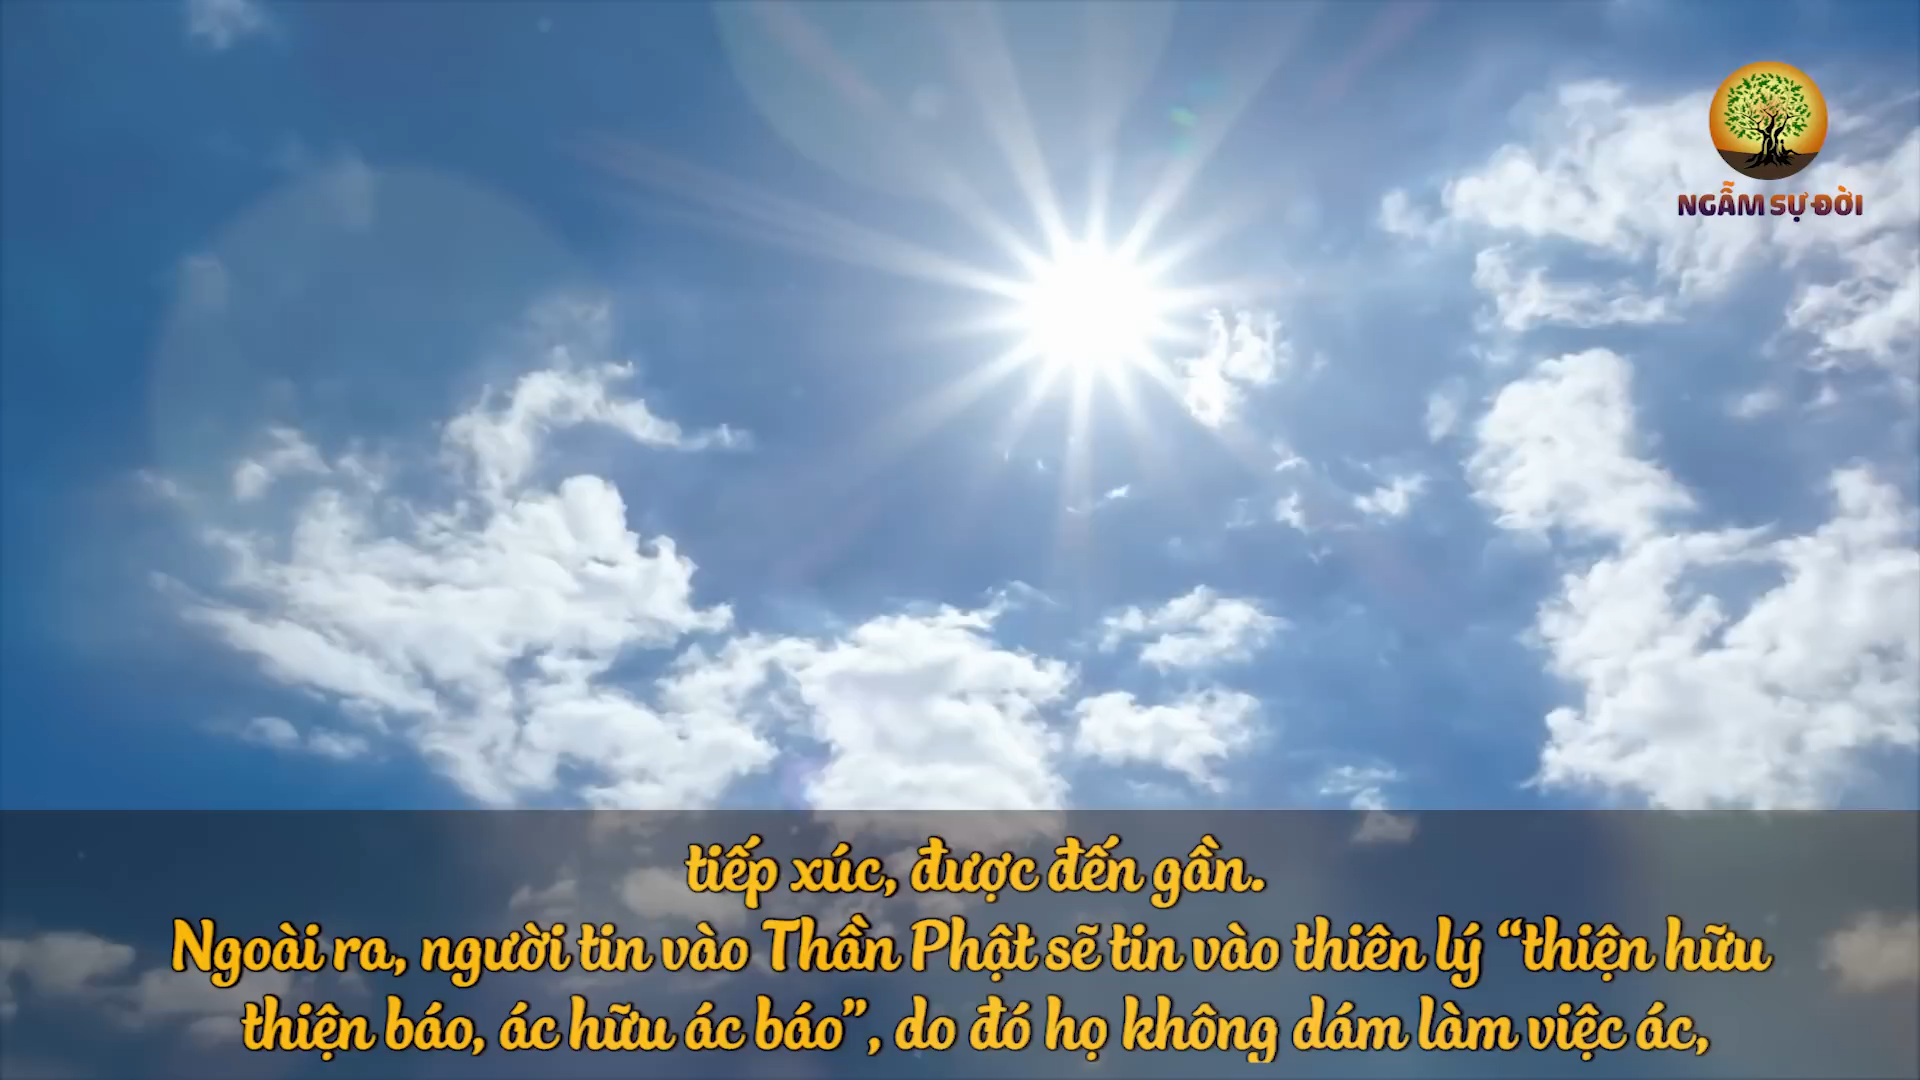 NGẪM SỰ ĐỜI
tiếp xúc, được đến gần.
Ngoài ra, người tin vào Thần Phật sẽ tin vào thiên lý “thiện hữu
thiện báo, ác hữu ác báo”, do đó họ không dám làm việc ác,